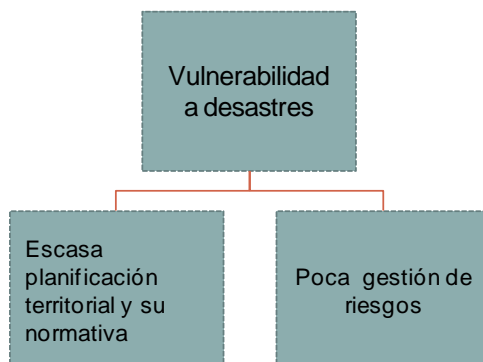 Vulnerabilidad
a desastres
Escasa
planificación
territorial y su
normativa
Poca gestión de
riesgos